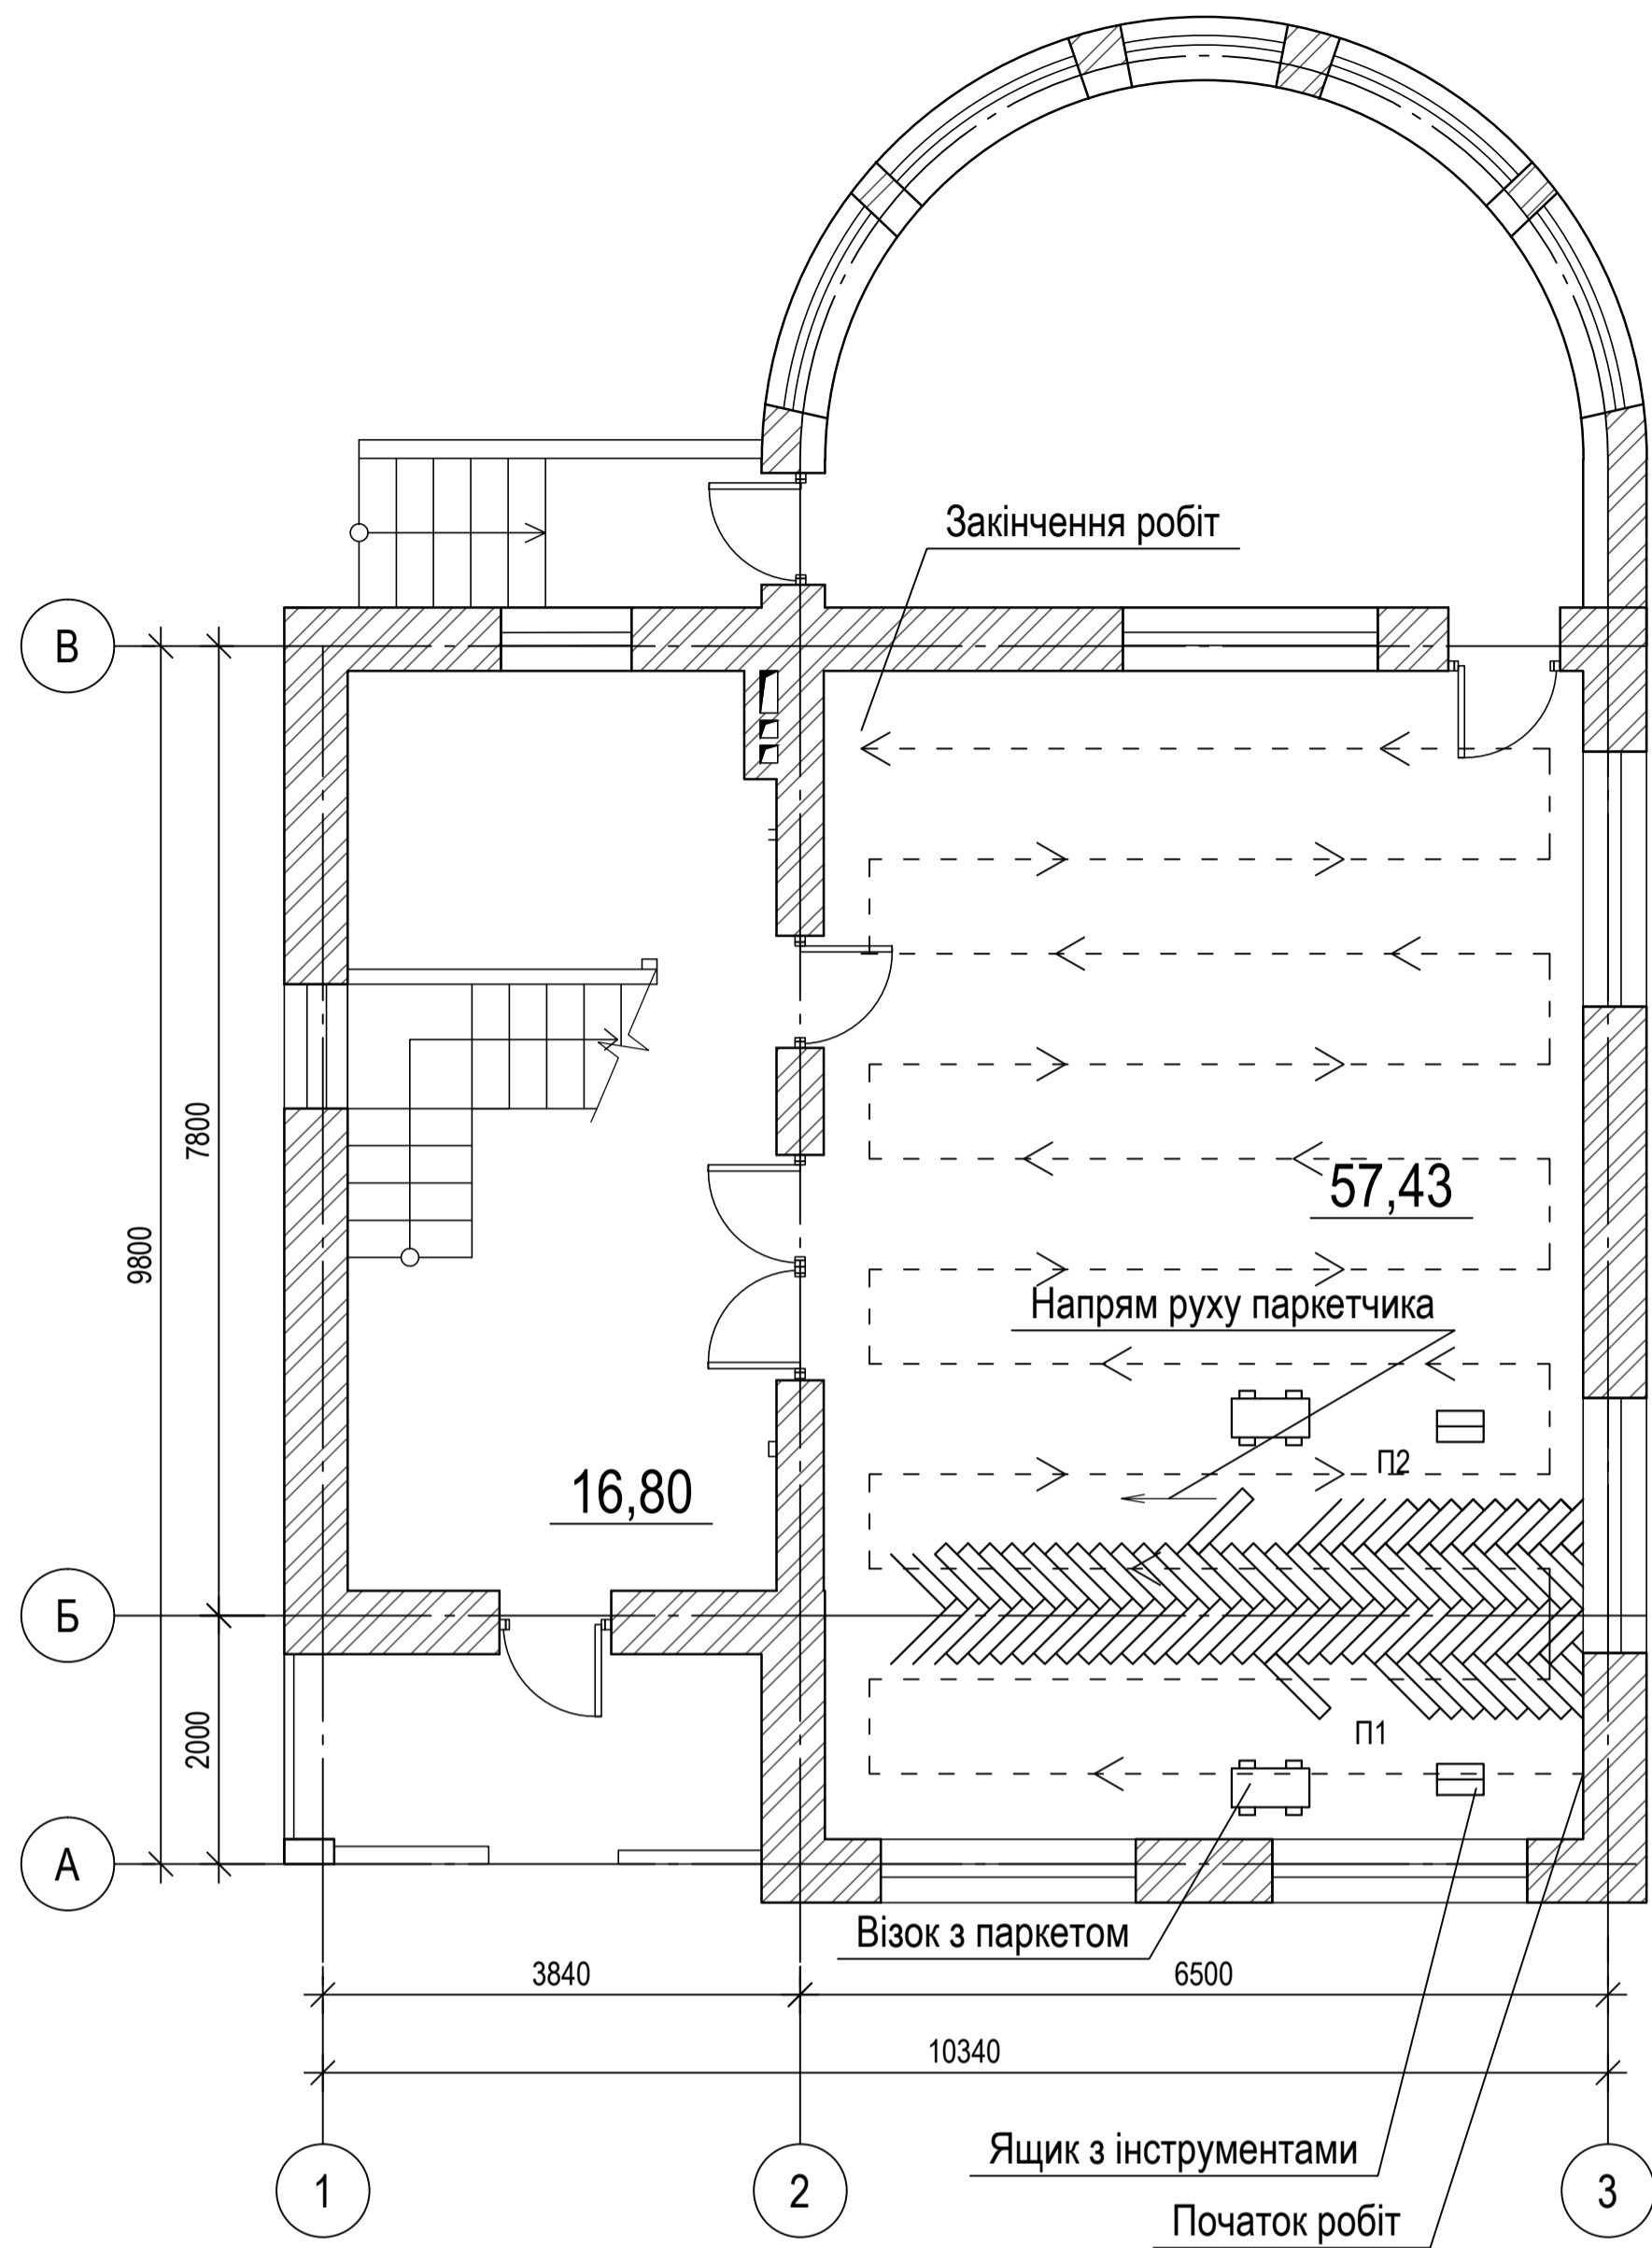 Закінчення робіт
В
7800
9800
57,43
Напрям руху паркетчика
П2
16,80
Б
П1
2000
А
Візок з паркетом
3840
6500
10340
Ящик з інструментами
1
2
3
Початок робіт